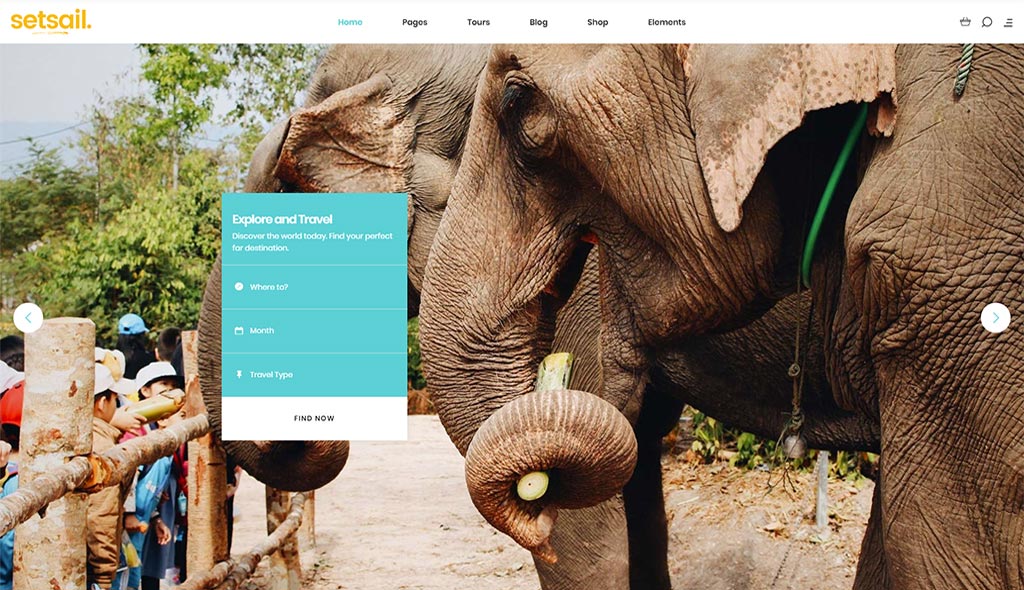 setsail.
Home
Pages
Tours
Blog
Shop
Elements
Explore and Travel
Discover the world today. Find your perfect
for destination.
Where to?
Month
Travel Type
FIND NOW